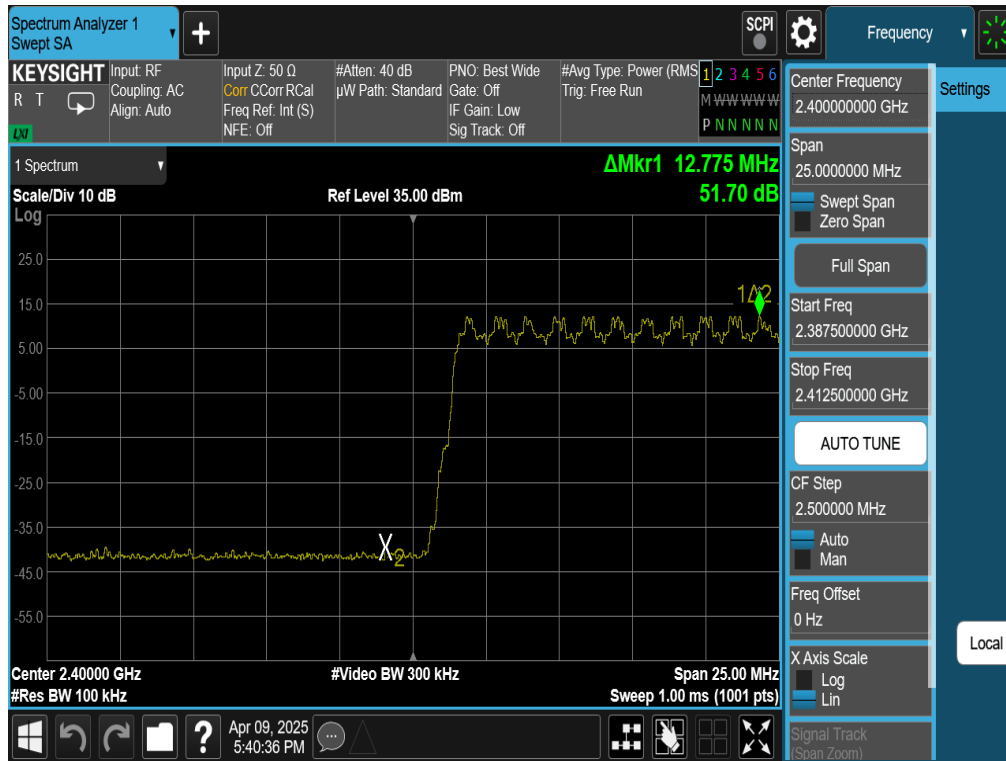 Spectrum Analyzer 1
Swept SA
+
SCPI
Frequency
KEYSIGHT
R T
LXI
Input: RF
Coupling: AC
Align: Auto
Input Z: 50 Ω
Corr CCorr RCal
Freq Ref: Int (S)
NFE: Off
#Atten: 40 dB
µW Path: Standard
PNO: Best Wide
Gate: Off
IF Gain: Low
Sig Track: Off
#Avg Type: Power (RMS
Trig: Free Run
1 2 3 4 5 6
M W W W W W
P N N N N N
1 Spectrum
ΔMkr1 12.775 MHz
51.70 dB
Scale/Div 10 dB
Ref Level 35.00 dBm
Log
25.0
15.0
5.00
-5.00
-15.0
-25.0
-35.0
-45.0
-55.0
1Δ2
X2
Center 2.40000 GHz
#Video BW 300 kHz
Span 25.00 MHz
#Res BW 100 kHz
Sweep 1.00 ms (1001 pts)
?
Apr 09, 2025
5:40:36 PM
Center Frequency
2.400000000 GHz
Span
25.0000000 MHz
Swept Span
Zero Span
Full Span
Start Freq
2.387500000 GHz
Stop Freq
2.412500000 GHz
AUTO TUNE
CF Step
2.500000 MHz
Auto
Man
Freq Offset
0 Hz
X Axis Scale
Log
Lin
Signal Track
(Span Zoom)
Settings
Local